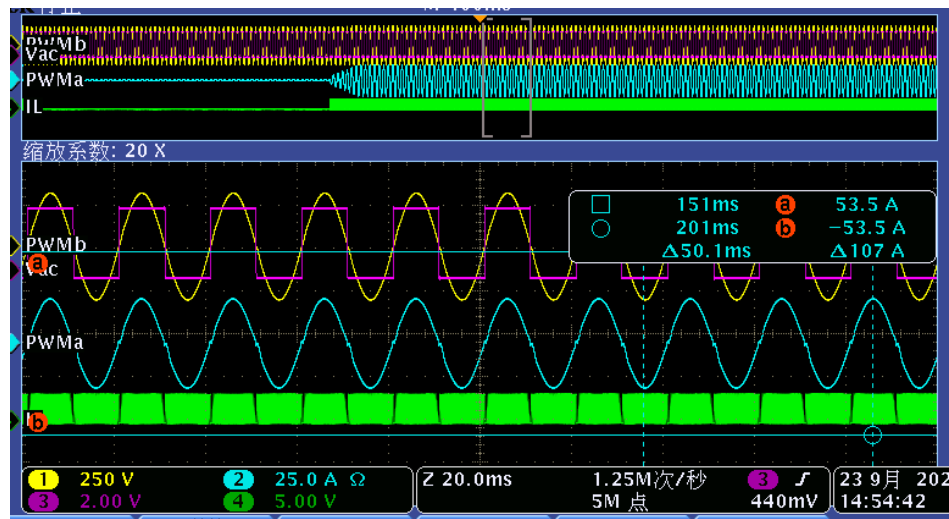 PWMb
Vac
PWMa
IL
缩放系数: 20 X
151ms a 53.5 A
201ms b −53.5 A
Δ50.1ms Δ107 A
PWMb
a
Vac
PWMa
b
1 250 V 2 25.0 A Ω Z 20.0ms 1.25M次/秒 3 23 9月 202
3 2.00 V 4 5.00 V 5M 点 440mV 14:54:42